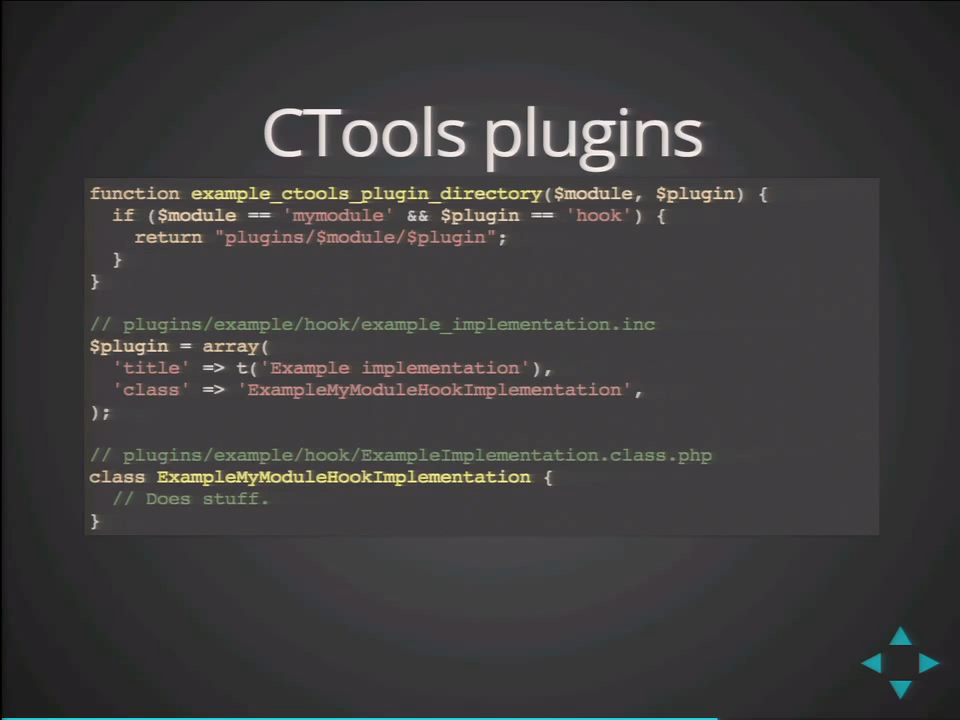 CTools plugins
function example_ctools_plugin_directory($module, $plugin) {
  if ($module == 'mymodule' && $plugin == 'hook') {
    return "plugins/$module/$plugin";
  }
}

// plugins/example/hook/example_implementation.inc
$plugin = array(
  'title' => t('Example implementation'),
  'class' => 'ExampleMyModuleHookImplementation',
);

// plugins/example/hook/ExampleImplementation.class.php
class ExampleMyModuleHookImplementation {
  // Does stuff.
}